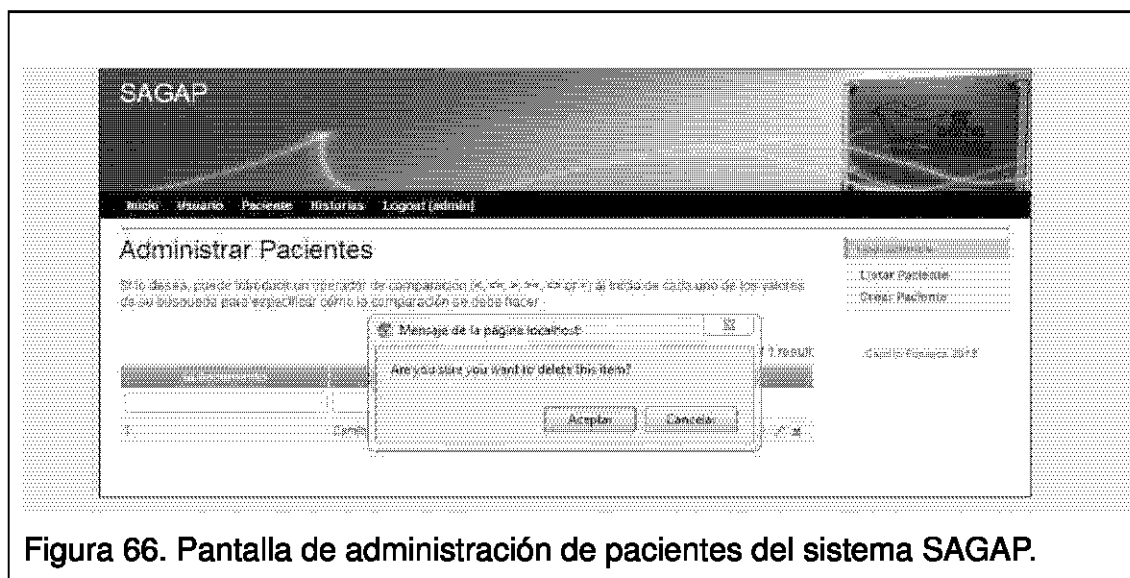 SAGAP
Inicio Usuario Paciente Historias Logout (admin)
Administrar Pacientes
Si lo desea, puede introducir un operador de comparación (<, <=, >, >=, <> or =) al inicio de cada uno de los valores
de su búsqueda para especificar cómo la comparación se debe hacer
Listar Paciente
Crear Paciente
Mensaje de la página localhost:
1 result
Are you sure you want to delete this item?
Aceptar Cancelar
Figura 66. Pantalla de administración de pacientes del sistema SAGAP.